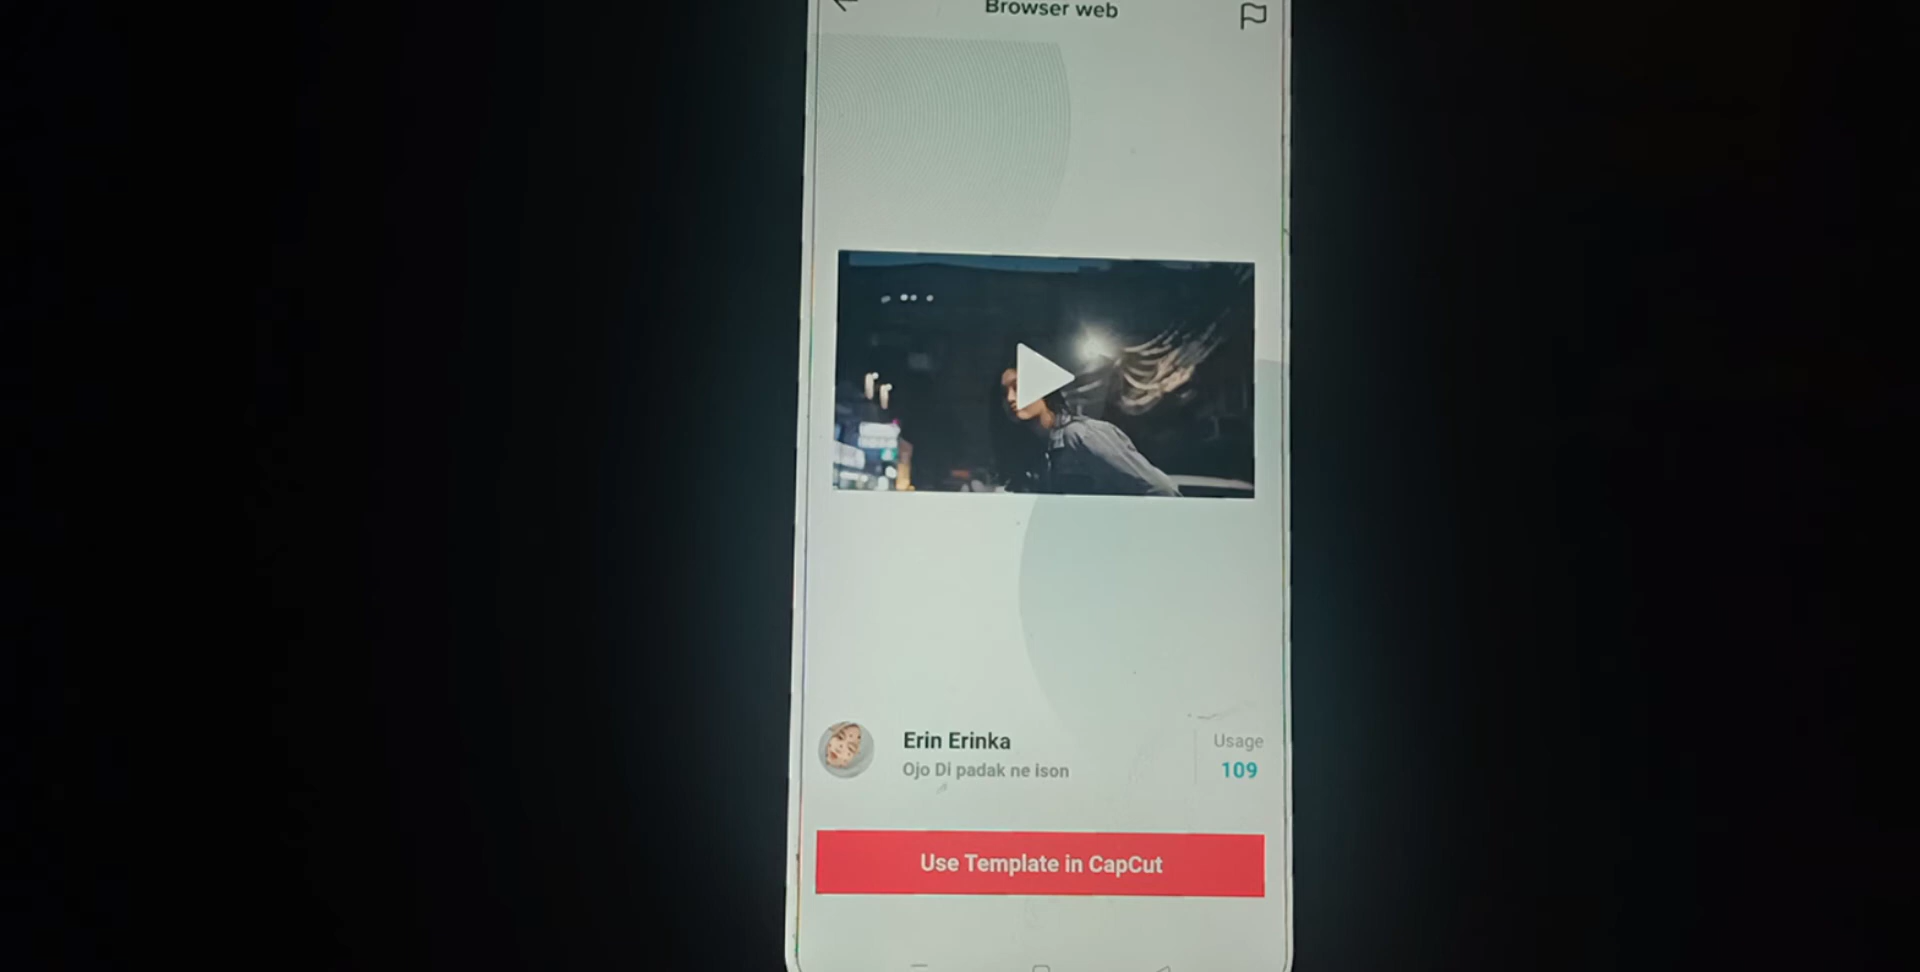 Browser web
Erin Erinka
Ojo Di padak ne ison
Usage
109
Use Template in CapCut